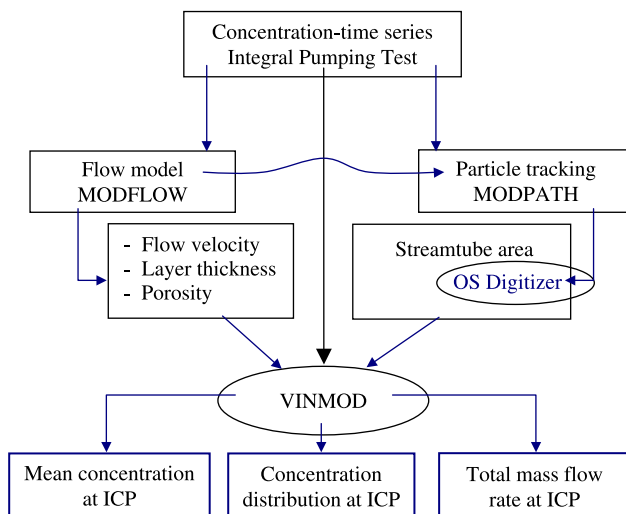 Concentration-time series
Integral Pumping Test
Flow model
MODFLOW
Particle tracking
MODPATH
- Flow velocity
- Layer thickness
- Porosity
Streamtube area
OS Digitizer
VINMOD
Mean concentration
at ICP
Concentration
distribution at ICP
Total mass flow
rate at ICP